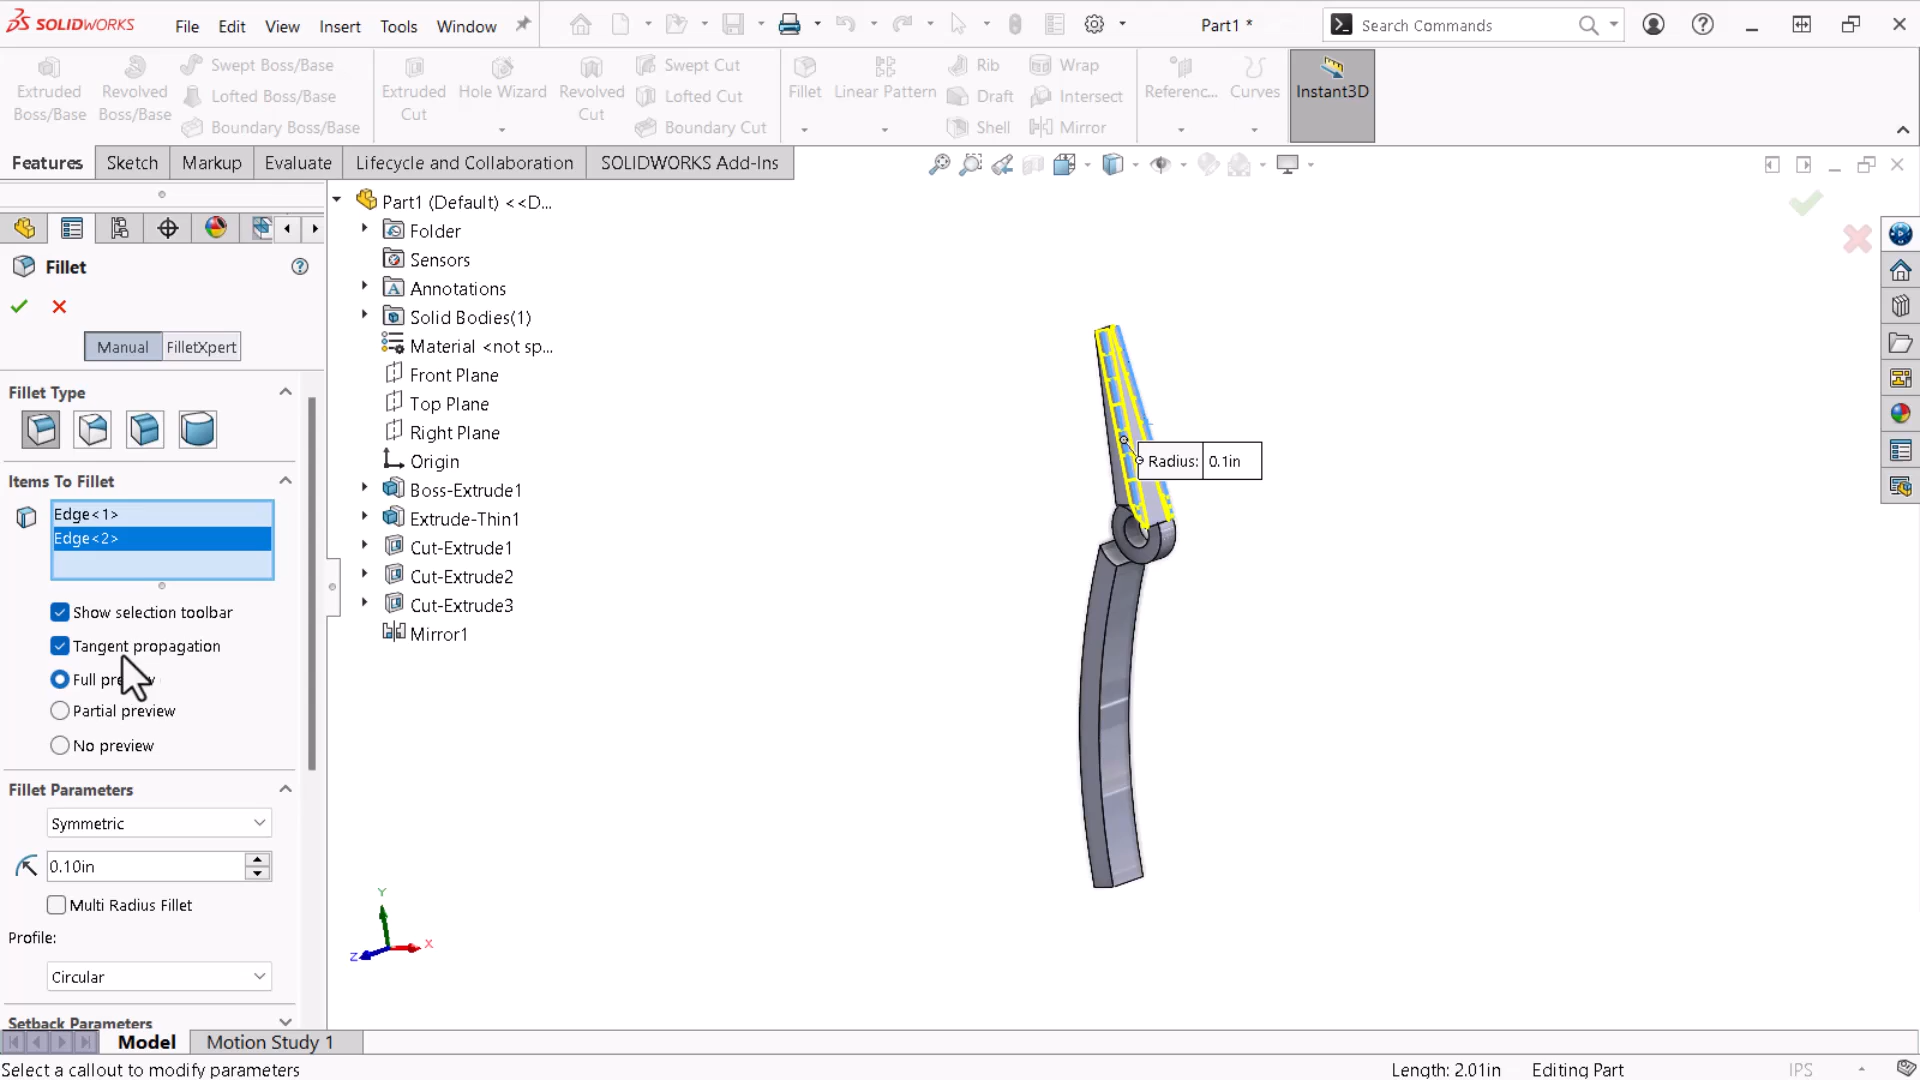 SOLIDWORKS File Edit View Insert Tools Window Part1 * Search Commands
Extruded Boss/Base
Revolved Boss/Base
Swept Boss/Base
Lofted Boss/Base
Boundary Boss/Base
Extruded Cut
Hole Wizard
Revolved Cut
Swept Cut
Lofted Cut
Boundary Cut
Fillet
Linear Pattern
Rib
Draft
Shell
Wrap
Intersect
Mirror
Referenc...
Curves
Instant3D
Features Sketch Markup Evaluate Lifecycle and Collaboration SOLIDWORKS Add-Ins
Fillet
Manual FilletXpert
Fillet Type
Items To Fillet
Edge<1>
Edge<2>
Show selection toolbar
Tangent propagation
Full pre
Partial preview
No preview
Fillet Parameters
Symmetric
0.10in
Multi Radius Fillet
Profile:
Circular
Setback Parameters
Part1 (Default) <<D...
Folder
Sensors
Annotations
Solid Bodies(1)
Material <not sp...
Front Plane
Top Plane
Right Plane
Origin
Boss-Extrude1
Extrude-Thin1
Cut-Extrude1
Cut-Extrude2
Cut-Extrude3
Mirror1
Radius: 0.1in
Y
X
Z
Model Motion Study 1
Select a callout to modify parameters Length: 2.01in Editing Part IPS